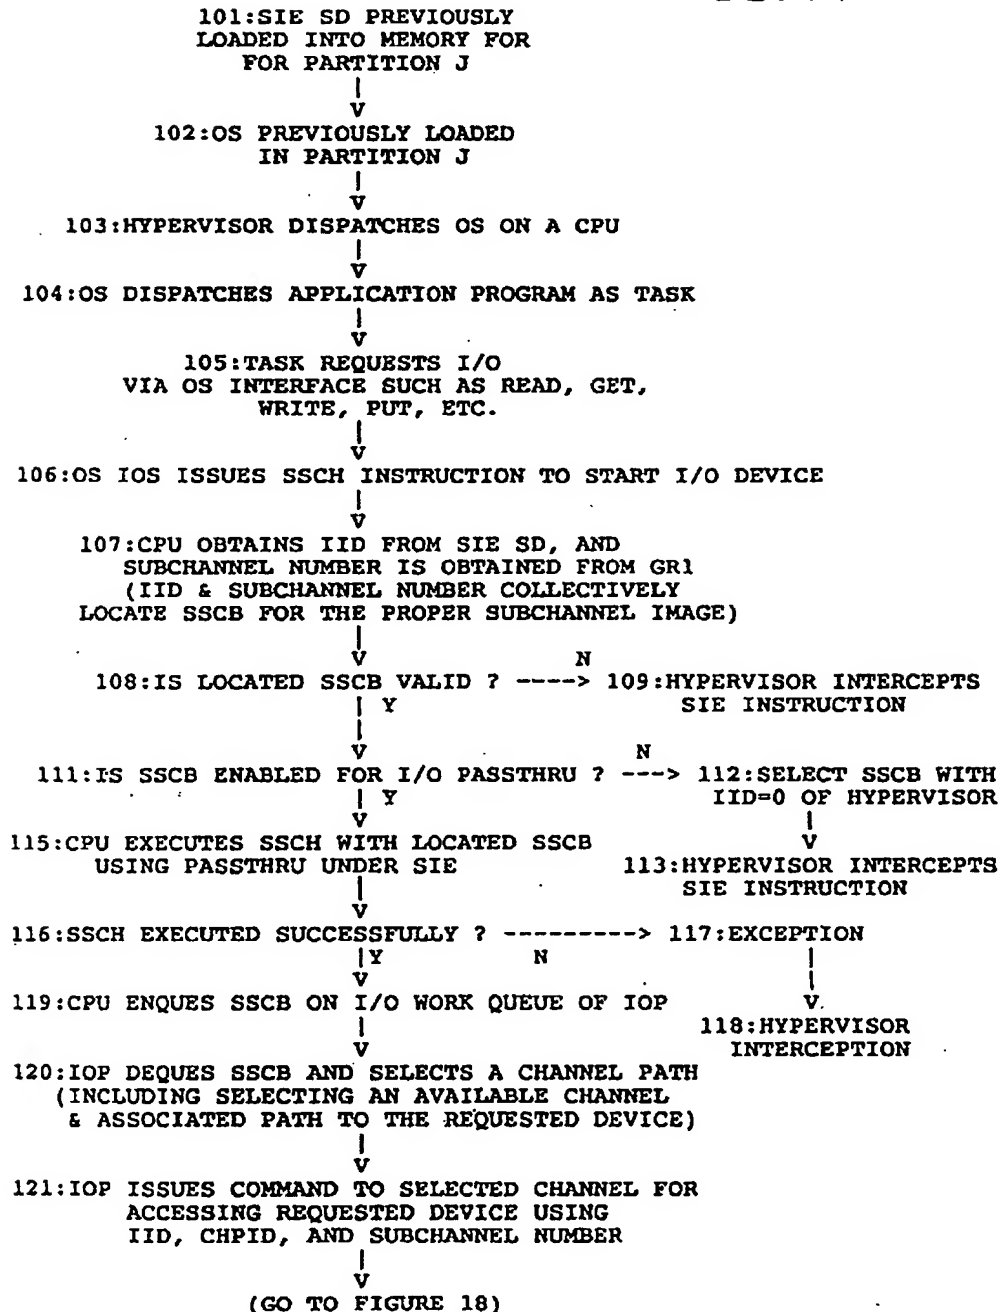 101:SIE SD PREVIOUSLY
LOADED INTO MEMORY FOR
FOR PARTITION J
|
V
102:OS PREVIOUSLY LOADED
IN PARTITION J
|
V
103:HYPERVISOR DISPATCHES OS ON A CPU
|
V
104:OS DISPATCHES APPLICATION PROGRAM AS TASK
|
V
105:TASK REQUESTS I/O
VIA OS INTERFACE SUCH AS READ, GET,
WRITE, PUT, ETC.
|
V
106:OS IOS ISSUES SSCH INSTRUCTION TO START I/O DEVICE
|
V
107:CPU OBTAINS IID FROM SIE SD, AND
SUBCHANNEL NUMBER IS OBTAINED FROM GR1
(IID & SUBCHANNEL NUMBER COLLECTIVELY
LOCATE SSCB FOR THE PROPER SUBCHANNEL IMAGE)
|
V N
108:IS LOCATED SSCB VALID ? ----> 109:HYPERVISOR INTERCEPTS
| Y SIE INSTRUCTION
|
V N
111:IS SSCB ENABLED FOR I/O PASSTHRU ? ---> 112:SELECT SSCB WITH
| Y IID=0 OF HYPERVISOR
V |
115:CPU EXECUTES SSCH WITH LOCATED SSCB V
USING PASSTHRU UNDER SIE 113:HYPERVISOR INTERCEPTS
| SIE INSTRUCTION
V
116:SSCH EXECUTED SUCCESSFULLY ? ---------> 117:EXCEPTION
|Y N |
V |
119:CPU ENQUES SSCB ON I/O WORK QUEUE OF IOP V
| 118:HYPERVISOR
V INTERCEPTION
120:IOP DEQUES SSCB AND SELECTS A CHANNEL PATH
(INCLUDING SELECTING AN AVAILABLE CHANNEL
& ASSOCIATED PATH TO THE REQUESTED DEVICE)
|
V
121:IOP ISSUES COMMAND TO SELECTED CHANNEL FOR
ACCESSING REQUESTED DEVICE USING
IID, CHPID, AND SUBCHANNEL NUMBER
|
V
(GO TO FIGURE 18)